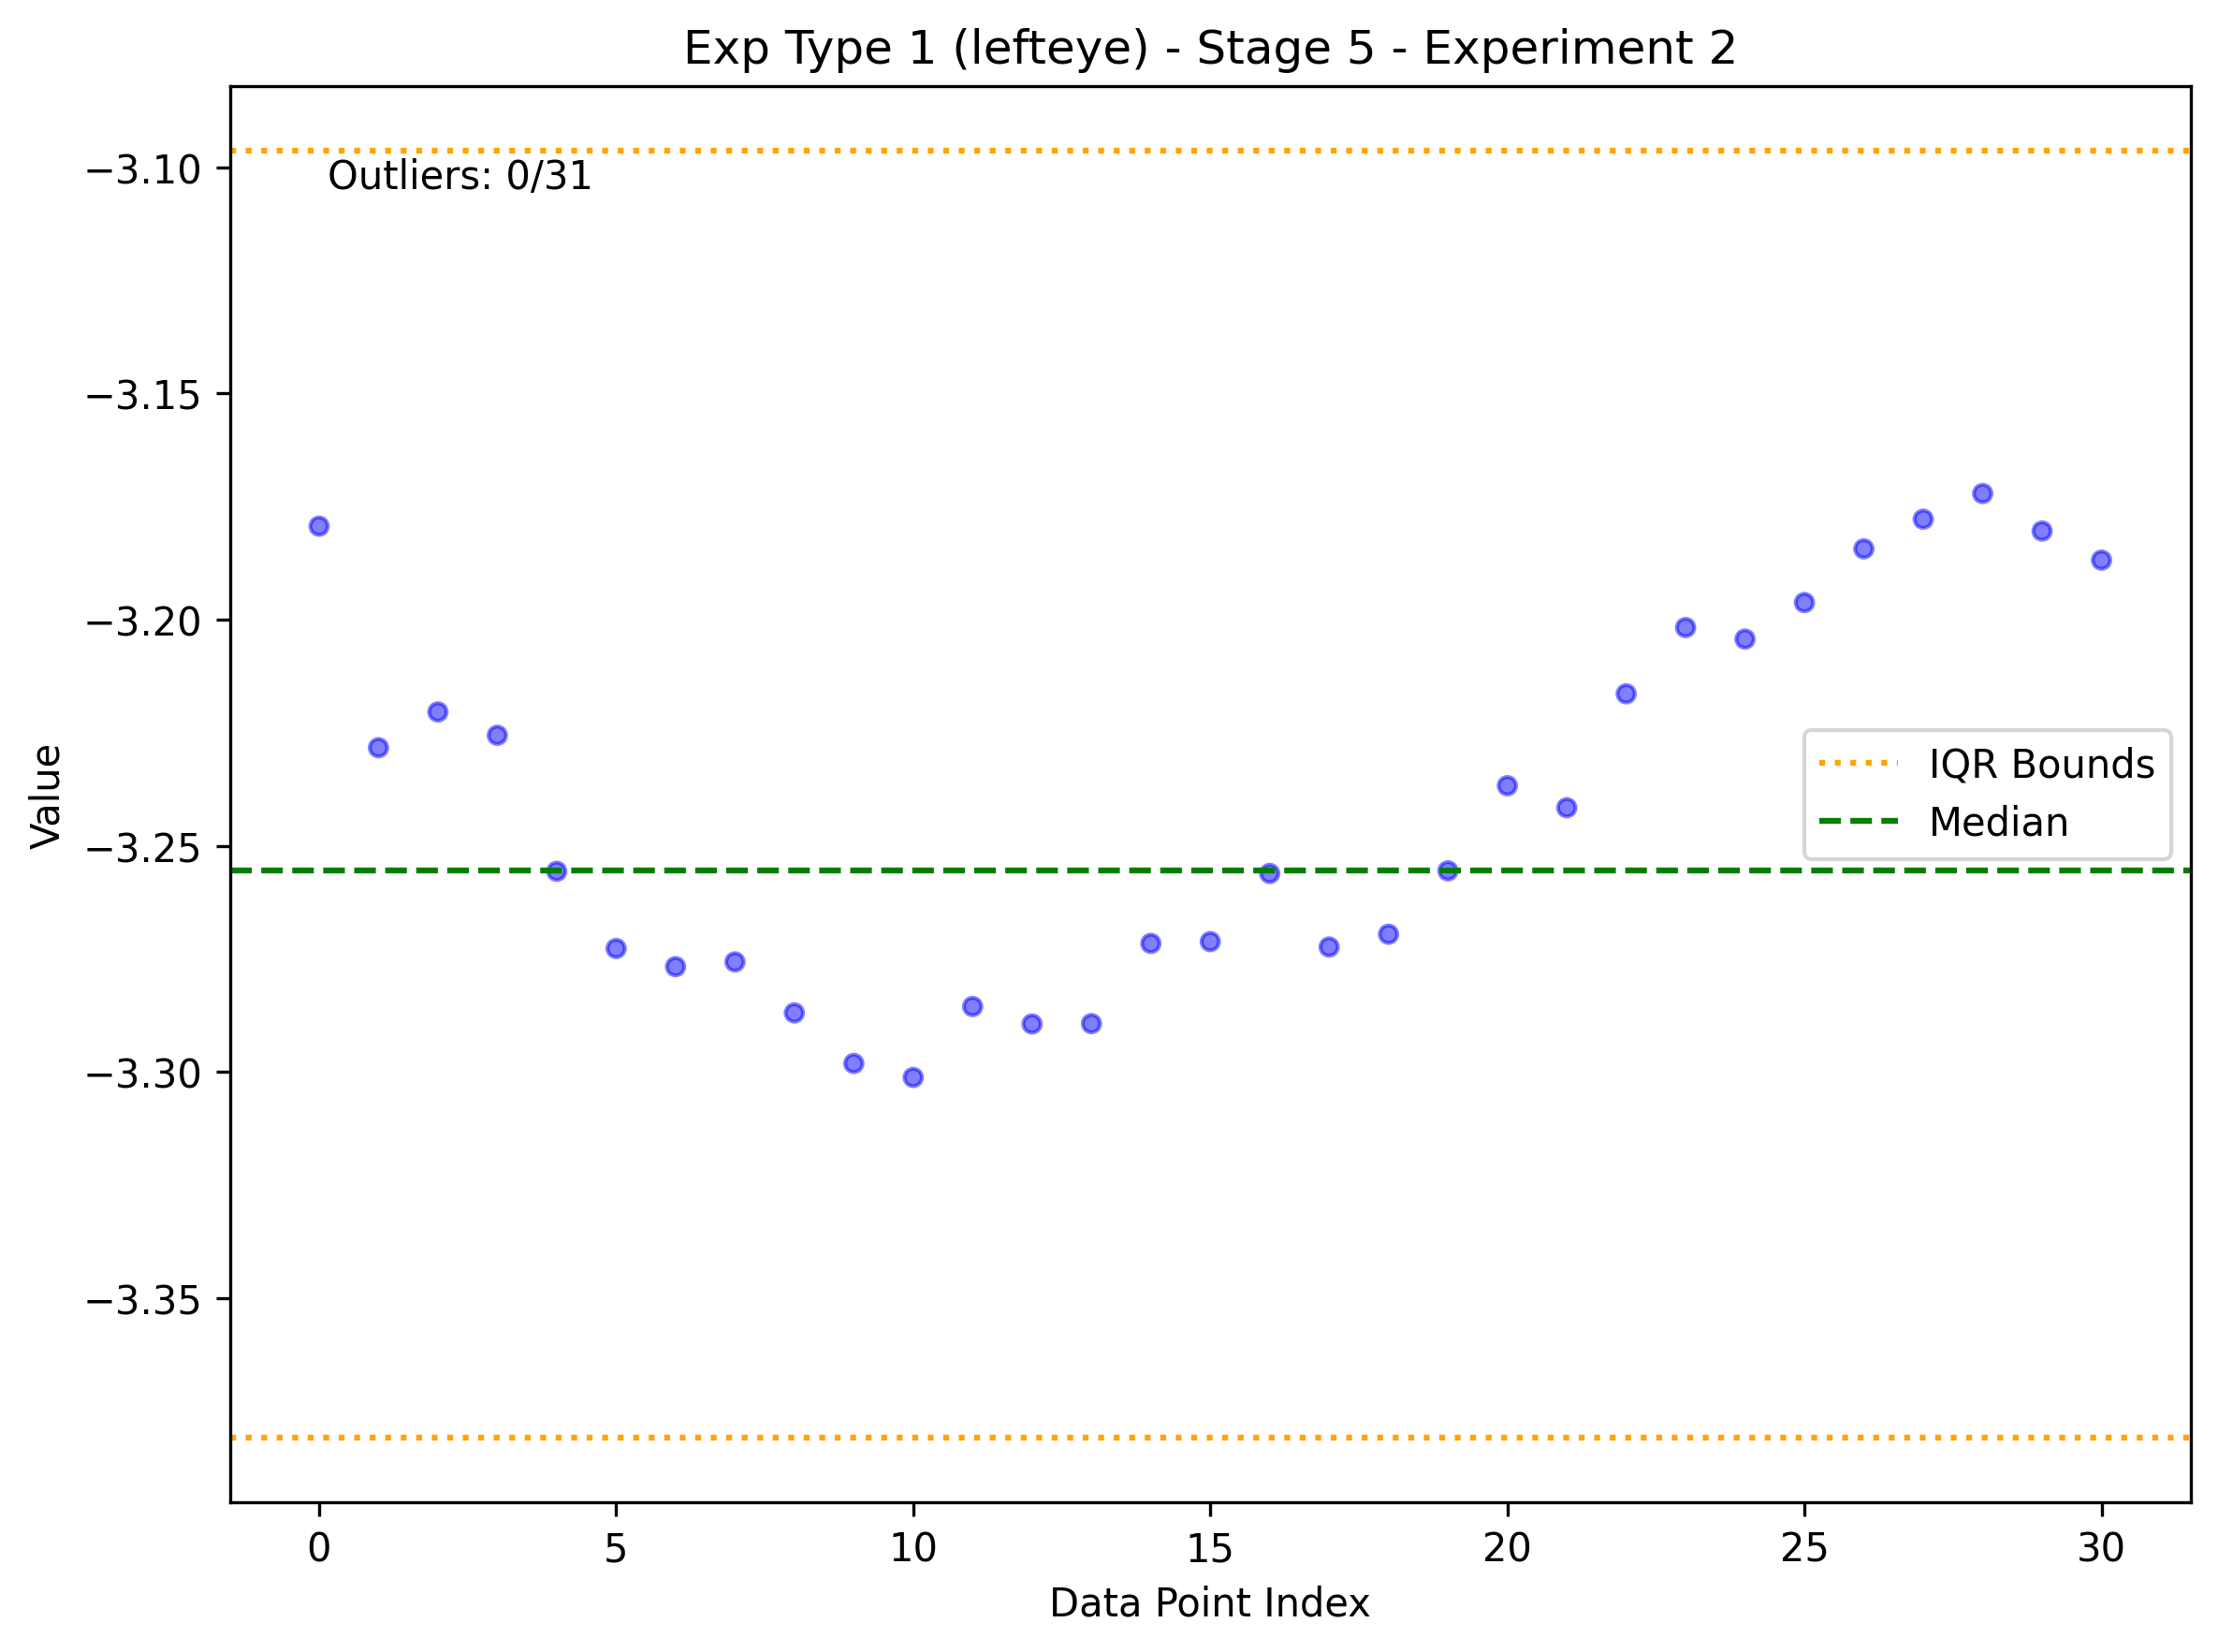 Exp Type 1 (lefteye) - Stage 5 - Experiment 2
−3.10
Outliers: 0/31
−3.15
−3.20
−3.25
−3.30
−3.35
Value
IQR Bounds
Median
0 5 10 15 20 25 30
Data Point Index